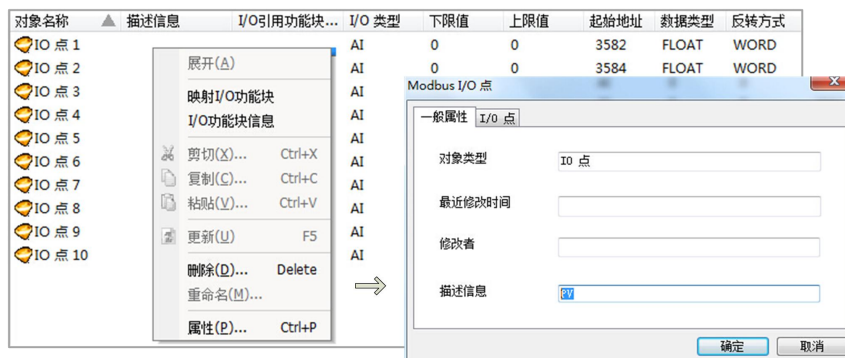 对象名称 描述信息 I/O引用功能块... I/O 类型 下限值 上限值 起始地址 数据类型 反转方式
IO 点 1 AI 0 0 3582 FLOAT WORD
IO 点 2 AI 0 0 3584 FLOAT WORD
IO 点 3 AI
IO 点 4 AI
IO 点 5 AI
IO 点 6 AI
IO 点 7 AI
IO 点 8 AI
IO 点 9 AI
IO 点 10 AI
展开(A)
映射I/O功能块
I/O功能块信息
剪切(X)... Ctrl+X
复制(C)... Ctrl+C
粘贴(V)... Ctrl+V
更新(U) F5
删除(D)... Delete
重命名(M)...
属性(P)... Ctrl+P
Modbus I/O 点
一般属性 I/O 点
对象类型 IO 点
最近修改时间
修改者
描述信息 PV
确定 取消